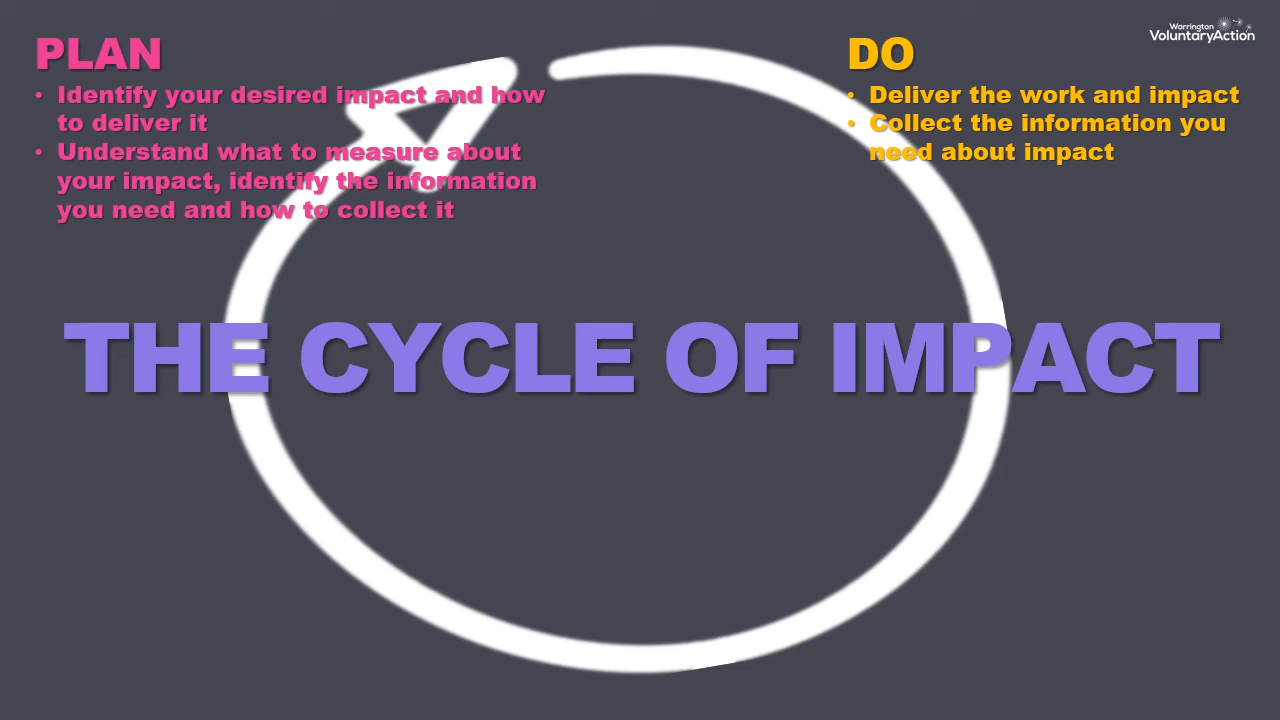 PLAN
• Identify your desired impact and how
to deliver it
• Understand what to measure about
your impact, identify the information
you need and how to collect it
DO
• Deliver the work and impact
• Collect the information you
need about impact
Warrington
VoluntaryAction
THE CYCLE OF IMPACT